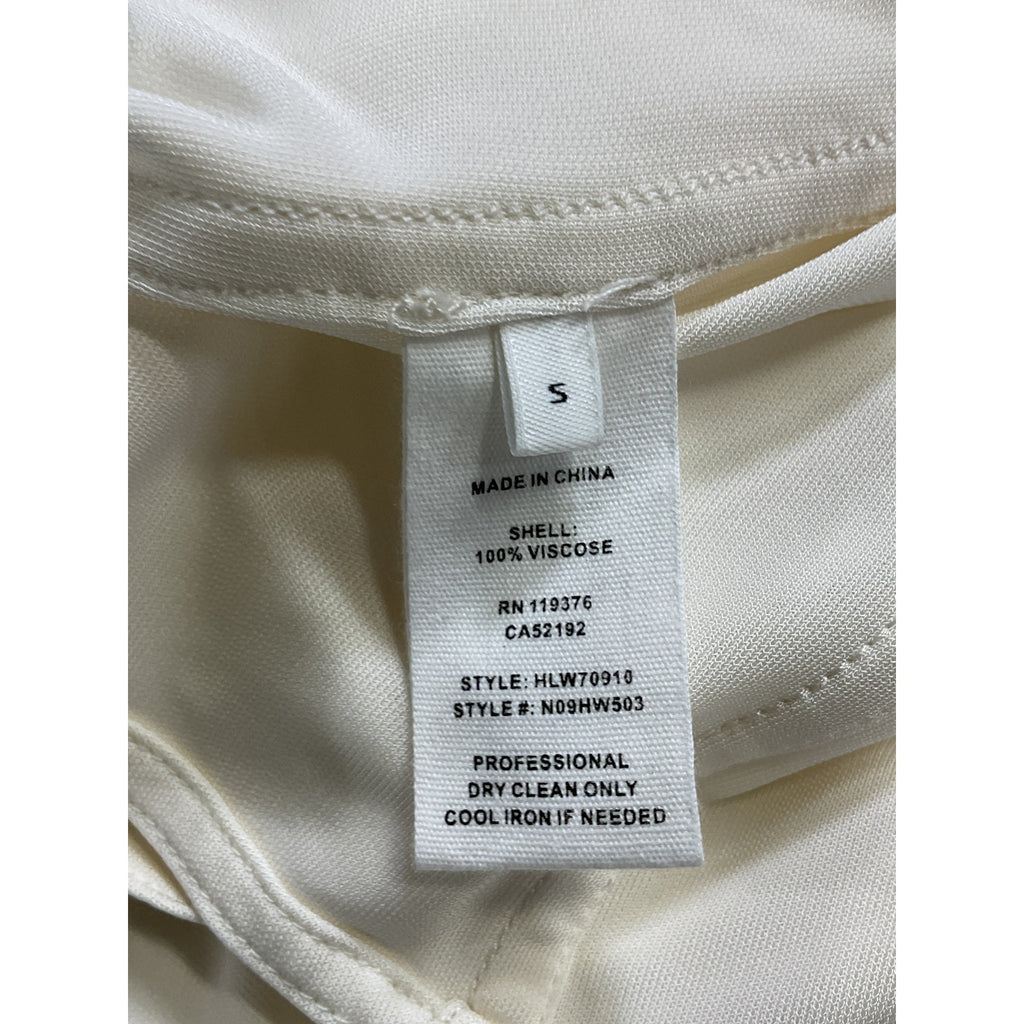 S
MADE IN CHINA
SHELL:
100% VISCOSE
RN 119376
CA52192
STYLE: HLW70910
STYLE #: N09HW503
PROFESSIONAL
DRY CLEAN ONLY
COOL IRON IF NEEDED